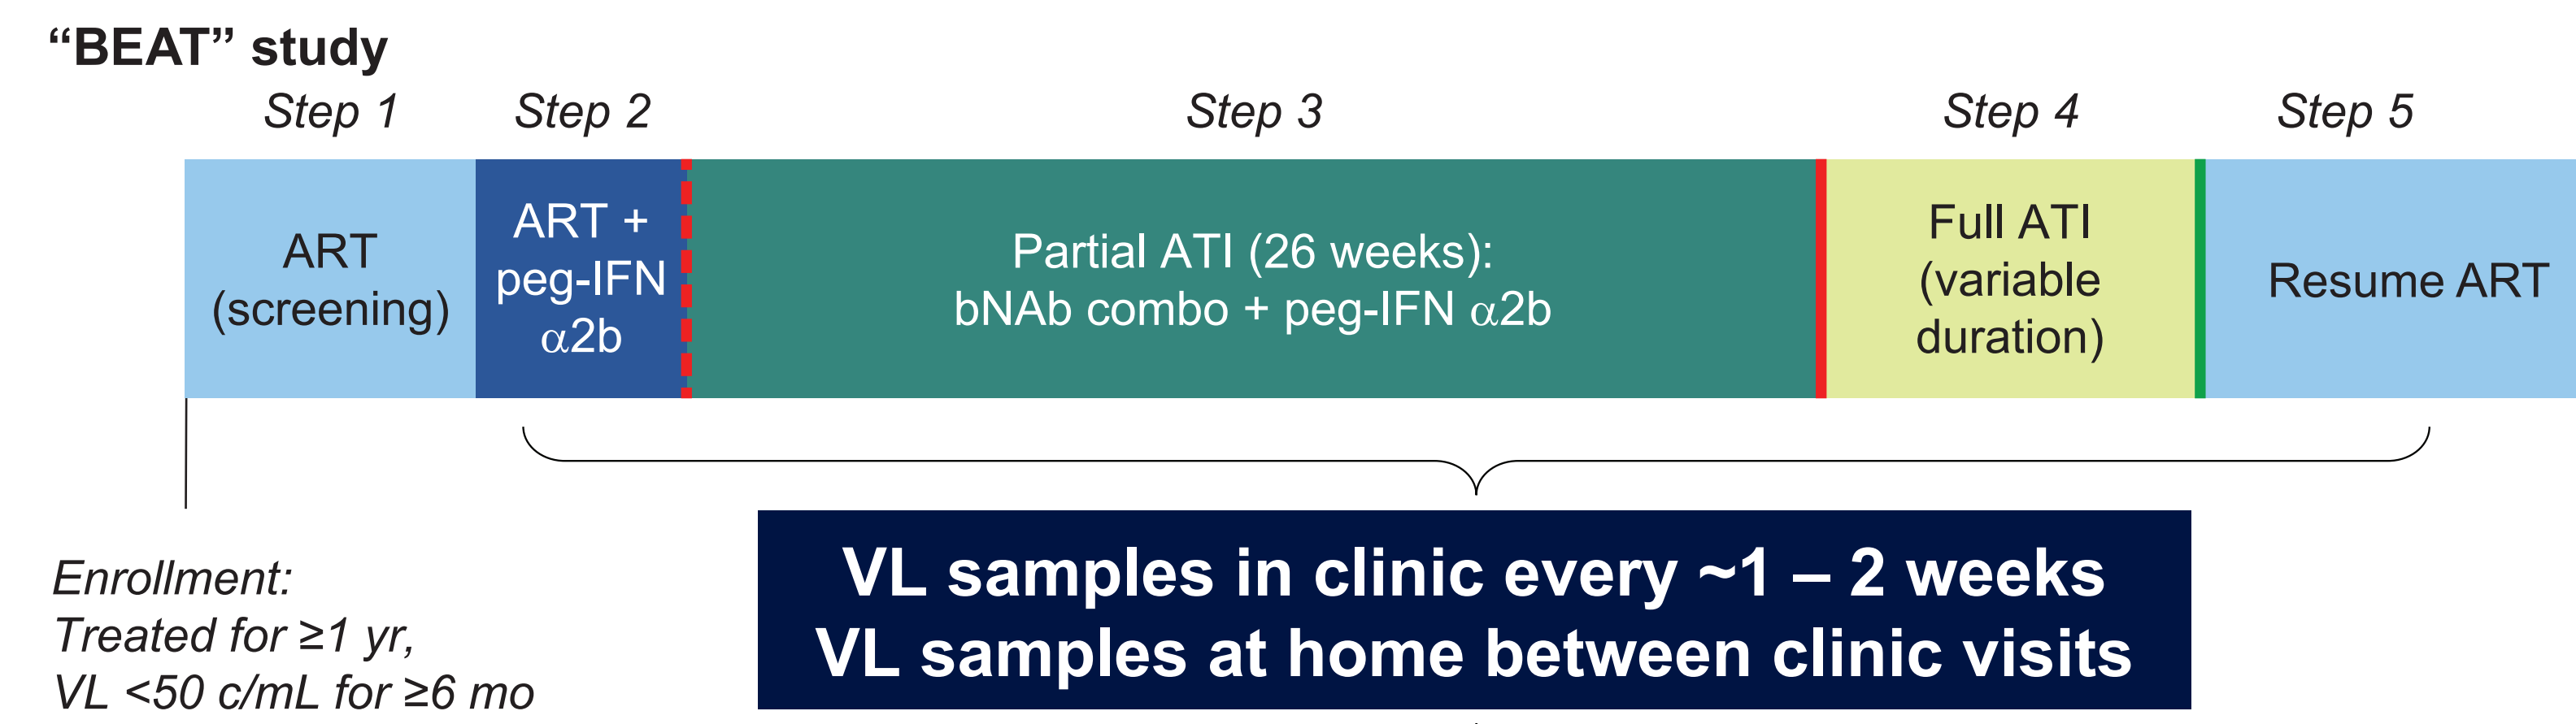 “BEAT” study
Step 1
Step 2
Step 3
Step 4
Step 5
ART
(screening)
ART +
peg-IFN
α2b
Partial ATI (26 weeks):
bNAb combo + peg-IFN α2b
Full ATI
(variable
duration)
Resume ART
Enrollment:
Treated for ≥1 yr,
VL <50 c/mL for ≥6 mo
VL samples in clinic every ~1 – 2 weeks
VL samples at home between clinic visits